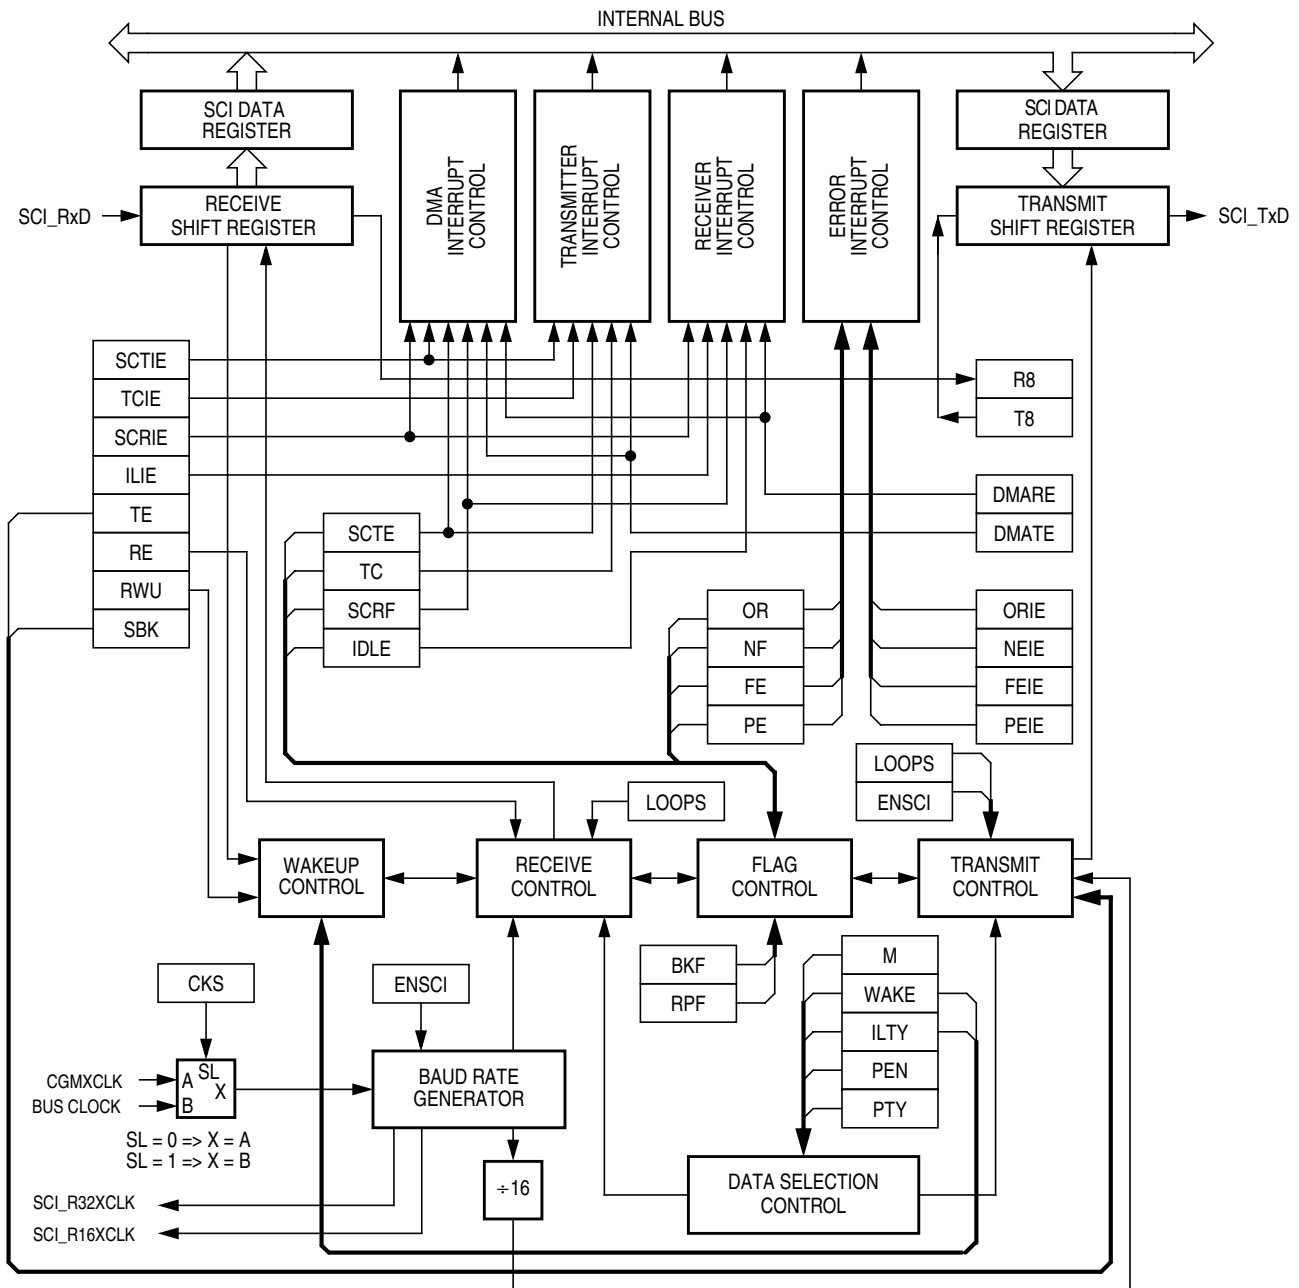 INTERNAL BUS
SCI DATA
REGISTER
DMA
INTERRUPT
CONTROL
TRANSMITTER
INTERRUPT
CONTROL
RECEIVER
INTERRUPT
CONTROL
ERROR
INTERRUPT
CONTROL
SCI DATA
REGISTER
SCI_RxD
RECEIVE
SHIFT REGISTER
TRANSMIT
SHIFT REGISTER
SCI_TxD
SCTIE
TCIE
SCRIE
ILIE
TE
RE
RWU
SBK
R8
T8
DMARE
DMATE
SCTE
TC
SCRF
IDLE
OR
NF
FE
PE
ORIE
NEIE
FEIE
PEIE
LOOPS
ENSCI
LOOPS
WAKEUP
CONTROL
RECEIVE
CONTROL
FLAG
CONTROL
TRANSMIT
CONTROL
BKF
RPF
M
WAKE
ILTY
PEN
PTY
CKS
ENSCI
CGMXCLK
BUS CLOCK
SL
A
X
B
SL = 0 => X = A
SL = 1 => X = B
BAUD RATE
GENERATOR
÷16
DATA SELECTION
CONTROL
SCI_R32XCLK
SCI_R16XCLK